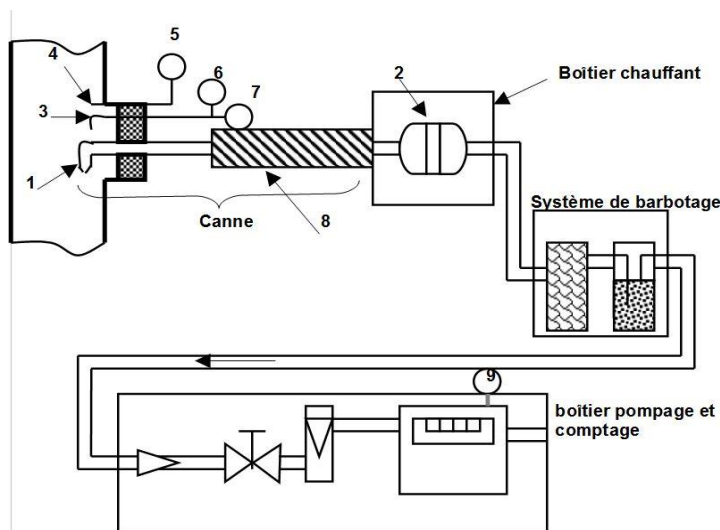 5
4
6
2
7
Boîtier chauffant
3
1
Canne
8
Système de barbotage
9
boîtier pompage et
comptage